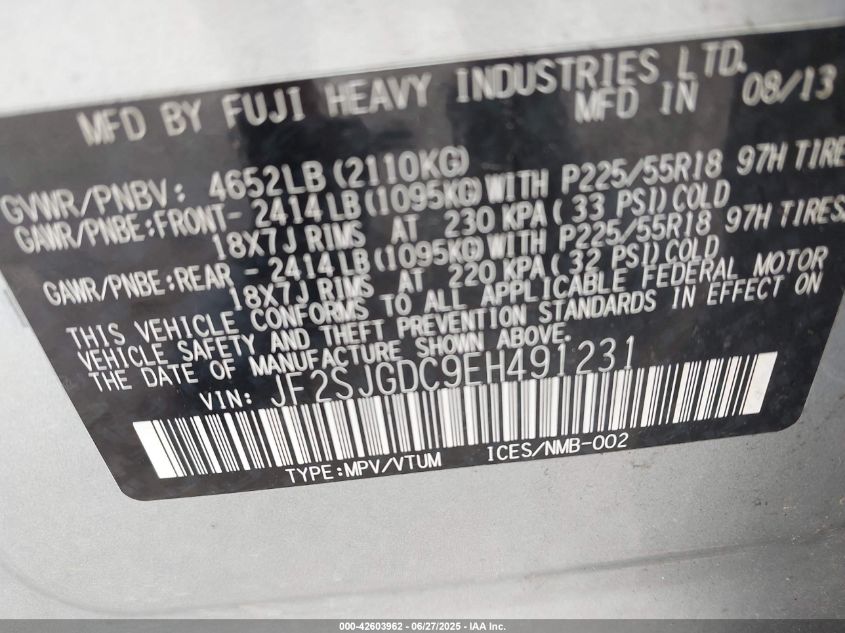 MFD BY FUJI HEAVY INDUSTRIES LTD.
MFD IN 08/13
GVWR/PNBV: 4652LB(2110KG)
GAWR/PNBE:FRONT- 2414LB(1095KG)WITH P225/55R18 97H TIRE
18X7J RIMS AT 230 KPA(33 PSI)COLD
GAWR/PNBE:REAR - 2414LB(1095KG)WITH P225/55R18 97H TIRES
18X7J RIMS AT 220 KPA(32 PSI)COLD
THIS VEHICLE CONFORMS TO ALL APPLICABLE FEDERAL MOTOR
VEHICLE SAFETY AND THEFT PREVENTION STANDARDS IN EFFECT ON
THE DATE OF MANUFACTURE SHOWN ABOVE.
VIN: JF2SJGDC9EH491231
TYPE:MPV/VTUM ICES/NMB-002
000-42603962 - 06/27/2025 - IAA Inc.